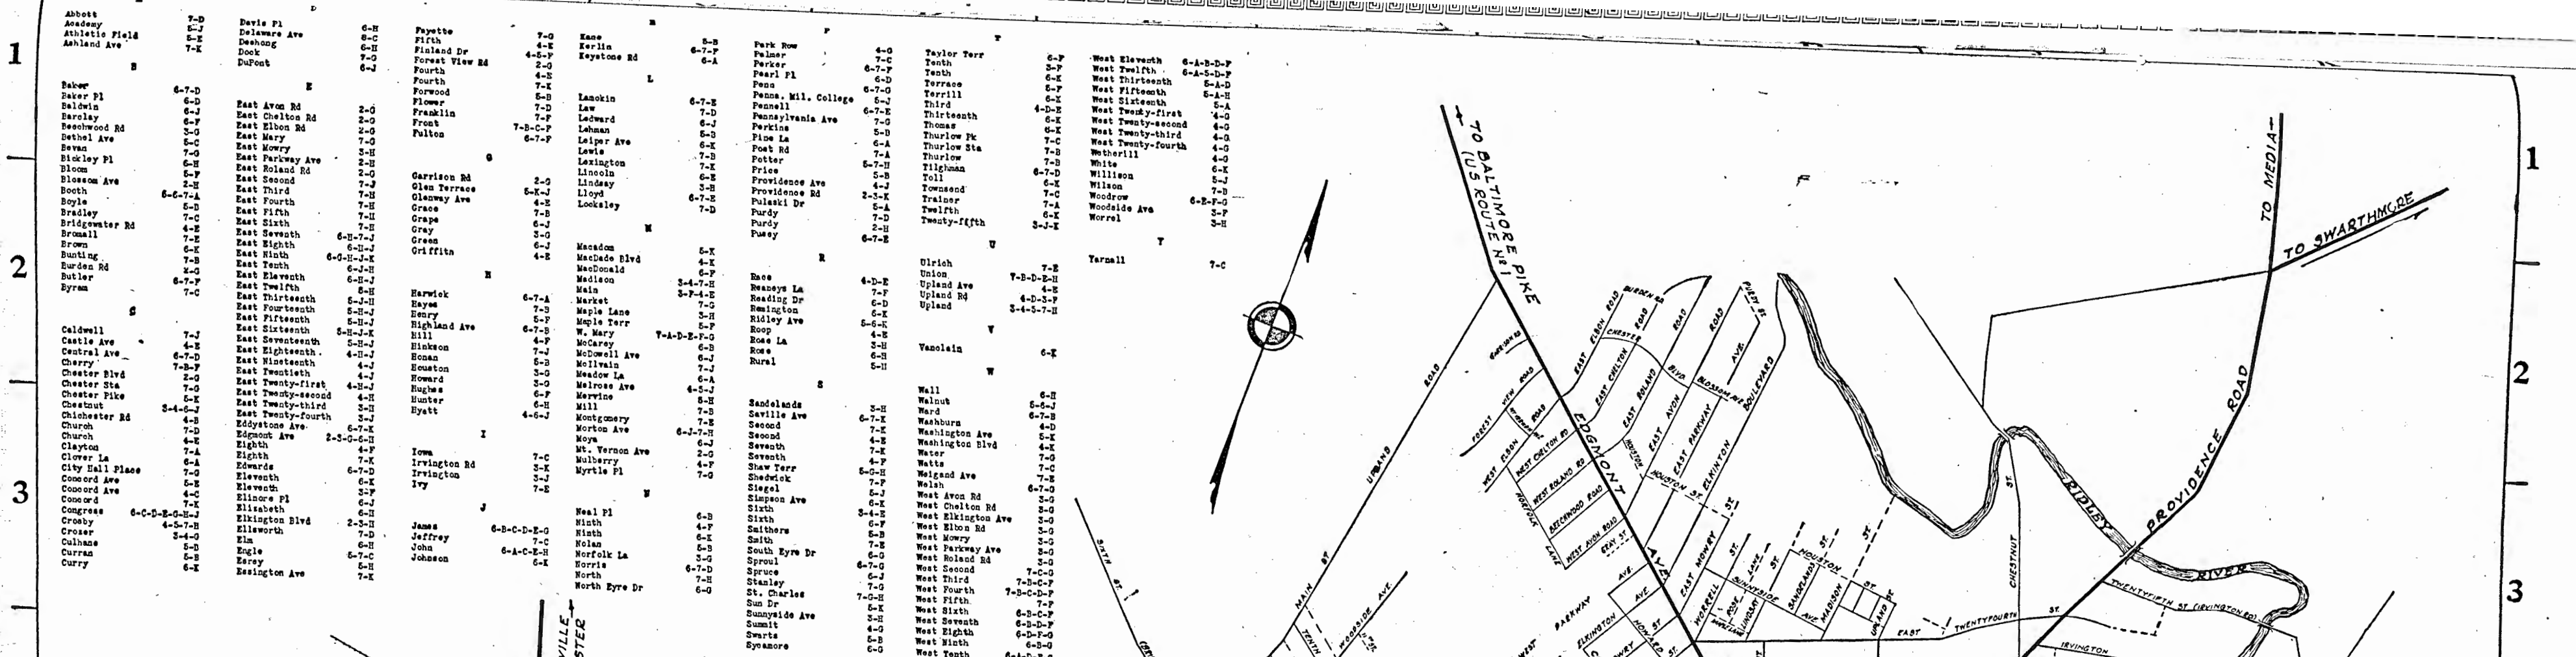 D
Abbott 7-D
Academy 5-J
Athletic Field 5-K
Ashland Ave 7-K
B
Baker 6-7-D
Baker Pl 6-D
Baldwin 6-J
Barclay 6-F
Beechwood Rd 3-G
Bethel Ave 5-C
Bevan 7-G
Bickley Pl 6-H
Bloom 5-F
Blossom Ave 2-H
Booth 5-6-7-A
Boyle 5-B
Bradley 7-C
Bridgewater Rd 4-E
Bromall 7-E
Brown 6-K
Bunting 7-B
Burden Rd 2-G
Butler 6-7-F
Byram 7-C
C
Caldwell 7-J
Castle Ave 4-E
Central Ave 6-7-D
Cherry 7-B-F
Chester Blvd 2-G
Chester Sta 7-G
Chester Pike 5-K
Chestnut 3-4-6-J
Chichester Rd 4-B
Church 7-D
Church 4-E
Clayton 7-A
Clover La 6-A
City Hall Place 7-G
Concord Ave 5-E
Concord Ave 4-C
Concord 7-K
Congress 6-C-D-E-G-H-J
Crosby 4-5-7-H
Crozer 3-4-G
Culhane 5-D
Curran 5-B
Curry 6-K
Davis Pl 6-H
Delaware Ave 8-C
Deshong 6-H
Dock 7-G
DuPont 6-J
E
East Avon Rd 2-G
East Chelton Rd 2-G
East Elbon Rd 2-G
East Mary 7-G
East Mowry 3-H
East Parkway Ave 2-H
East Roland Rd 2-G
East Second 7-J
East Third 7-H
East Fourth 7-H
East Fifth 7-H
East Sixth 7-H
East Seventh 6-H-7-J
East Eighth 6-H-J
East Ninth 6-G-H-J-K
East Tenth 6-J-H
East Eleventh 6-H-J
East Twelfth 5-H
East Thirteenth 5-J-H
East Fourteenth 5-H-J
East Fifteenth 5-H-J
East Sixteenth 5-H-J-K
East Seventeenth 5-H-J
East Eighteenth 4-H-J
East Nineteenth 4-J
East Twentieth 4-J
East Twenty-first 4-H-J
East Twenty-second 4-H
East Twenty-third 3-H
East Twenty-fourth 3-J
Eddystone Ave 6-7-K
Edgmont Ave 2-3-G-6-H
Eighth 4-F
Eighth 7-K
Edwards 6-7-D
Eleventh 6-K
Eleventh 3-F
Elinore Pl 6-J
Elizabeth 6-H
Elkington Blvd 2-3-H
Ellsworth 7-D
Elm 6-H
Engle 5-7-C
Esrey 5-H
Essington Ave 7-K
Fayette 7-G
Fifth 4-E
Finland Dr 4-5-F
Forest View Rd 2-G
Fourth 4-E
Fourth 7-K
Forwood 5-B
Flower 7-D
Franklin 7-F
Front 7-B-C-F
Fulton 6-7-F
G
Garrison Rd 2-G
Glen Terrace 5-K-J
Glenway Ave 4-E
Grace 7-B
Grape 6-J
Gray 3-G
Green 6-J
Griffith 4-E
H
Harwick 6-7-A
Hayes 7-B
Henry 5-F
Highland Ave 6-7-B
Hill 4-F
Hinkson 7-J
Honan 5-B
Houston 3-G
Howard 3-G
Hughes 6-F
Hunter 6-H
Hyatt 4-6-J
I
Iowa 7-C
Irvington Rd 3-K
Irvington 3-J
Ivy 7-E
J
James 6-B-C-D-E-G
Jeffrey 7-C
John 6-A-C-E-H
Johnson 6-K
Kane 5-B
Kerlin 6-7-F
Keystone Rd 6-A
L
Lamokin 6-7-E
Law 7-D
Ledward 6-J
Lehman 5-B
Leiper Ave 6-K
Lewis 7-B
Lexington 7-K
Lincoln 6-E
Lindsay 3-H
Lloyd 6-7-E
Locksley 7-D
M
Macadam 5-K
MacDade Blvd 4-K
MacDonald 6-F
Madison 3-4-7-H
Main 3-F-4-E
Market 7-G
Maple Lane 3-H
Maple Terr 5-F
W. Mary 7-A-D-E-F-G
McCarey 6-B
McDowell Ave 6-J
McIlvain 7-J
Meadow La 6-A
Melrose Ave 4-5-J
Mervine 5-H
Mill 7-B
Montgomery 7-E
Morton Ave 6-J-7-H
Moya 6-J
Mt. Vernon Ave 2-G
Mulberry 4-F
Myrtle Pl 7-G
N
Neal Pl 6-B
Ninth 4-F
Ninth 6-K
Nolan 5-B
Norfolk La 3-G
Norris 6-7-D
North 7-H
North Eyre Dr 6-G
P
Park Row 4-G
Palmer 7-C
Parker 6-7-F
Pearl Pl 6-D
Penn 6-7-G
Penna. Mil. College 5-J
Pennell 6-7-E
Pennsylvania Ave 7-G
Perkins 5-B
Pine La 6-A
Post Rd 7-A
Potter 5-7-H
Price 5-B
Providence Ave 4-J
Providence Rd 2-3-K
Pulaski Dr 5-A
Purdy 7-D
Purdy 2-H
Pusey 6-7-E
R
Race 4-D-E
Reaneys La 7-F
Reading Dr 6-D
Remington 6-K
Ridley Ave 5-6-K
Roop 4-E
Rose La 3-H
Rose 6-H
Rural 5-H
S
Sandelands 3-H
Saville Ave 6-7-K
Second 7-K
Second 4-E
Seventh 7-K
Seventh 4-F
Shaw Terr 5-G-H
Shedwick 7-F
Siegel 5-J
Simpson Ave 6-K
Sixth 3-4-E
Sixth 6-F
Smithers 5-B
Smith 7-E
South Eyre Dr 6-G
Sproul 6-7-G
Spruce 6-J
Stanley 7-G
St. Charles 7-G-H
Sun Dr 5-K
Sunnyside Ave 3-H
Summit 4-G
Swarts 5-B
Sycamore 6-G
T
Taylor Terr 6-F
Tenth 3-F
Tenth 6-K
Terrace 5-F
Terrill 6-K
Third 4-D-E
Thirteenth 6-K
Thomas 6-K
Thurlow Pk 7-C
Thurlow Sta 7-B
Thurlow 7-B
Tilghman 6-7-D
Toll 6-K
Townsend 7-C
Trainer 7-A
Twelfth 6-K
Twenty-fifth 3-J-K
U
Ulrich 7-E
Union 7-B-D-E-H
Upland Ave 4-E
Upland Rd 4-D-3-F
Upland 3-4-5-7-H
V
Vanclain 6-K
W
Wall 6-H
Walnut 5-6-J
Ward 6-7-B
Washburn 4-D
Washington Ave 5-K
Washington Blvd 4-K
Water 7-G
Watts 7-C
Weigand Ave 7-E
Welsh 6-7-G
West Avon Rd 3-G
West Chelton Rd 3-G
West Elkington Ave 3-G
West Elbon Rd 3-G
West Mowry 3-G
West Parkway Ave 3-G
West Roland Rd 3-G
West Second 7-C-G
West Third 7-B-C-F
West Fourth 7-B-C-D-F
West Fifth 7-F
West Sixth 6-B-C-F
West Seventh 6-B-D-F
West Eighth 6-D-F-G
West Ninth 6-B-G
West Tenth
West Eleventh 6-A-B-D-F
West Twelfth 6-A-5-D-F
West Thirteenth 5-A-D
West Fifteenth 5-A-H
West Sixteenth 5-A
West Twenty-first 4-G
West Twenty-second 4-G
West Twenty-third 4-G
West Twenty-fourth 4-G
Wetherill 4-G
White 6-K
Willison 5-J
Wilson 7-B
Woodrow 6-E-F-G
Woodside Ave 3-F
Worrel 3-H
Y
Yarnall 7-C
1
2
3
1
2
3
TO BALTIMORE PIKE
(U.S ROUTE No 1
TO MEDIA
TO SWARTHMORE
BURDEN RD.
EAST ELBON ROAD
CHESTER BLVD.
EAST CHELTON ROAD
EAST ROLAND ROAD
EAST AVON ROAD
EAST PARKWAY AVE.
PURDY ST.
BLOSSOM AVE
ELKINTON BOULEVARD
GARRISON RD
FOREST VIEW ROAD
WEST ELBON ROAD
WEST CHELTON RD
WEST ROLAND RD
BEECHWOOD ROAD
WEST AVON ROAD
GRAY ST
NORFOLK LANE
HOUSTON
HOUSTON ST.
EDGMONT AVE.
UPLAND ROAD
PROVIDENCE ROAD
RIDLEY RIVER
CHESTNUT ST.
SIXTH ST.
MAIN ST
TENTH
WOODSIDE AVE.
WEST PARKWAY AVE.
ELKINGTON AVE
HOWARD ST
EAST MOWRY ST.
WORRELL
ROSE LANE
MAPLE LANE
LINDSAY ST.
SUNNYSIDE AVE
SANDELANDS
HOUSTON ST
MADISON ST.
UPLAND ST.
EAST TWENTYFOURTH ST.
TWENTYFIFTH ST. (IRVINGTON RD)
IRVINGTON
VILLE
STER